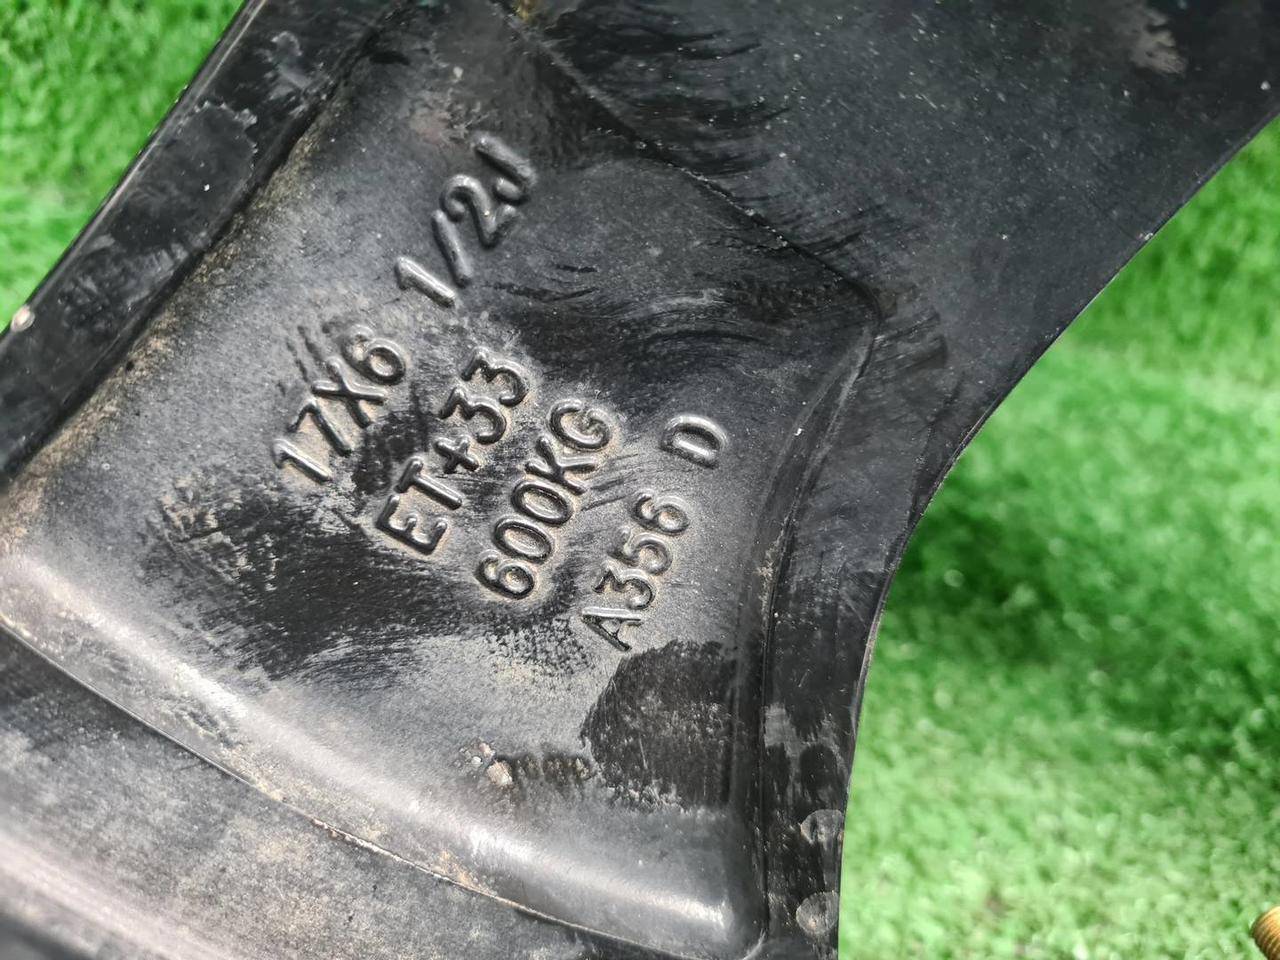 17X6 1/2J
ET+33
600KG
A356 D